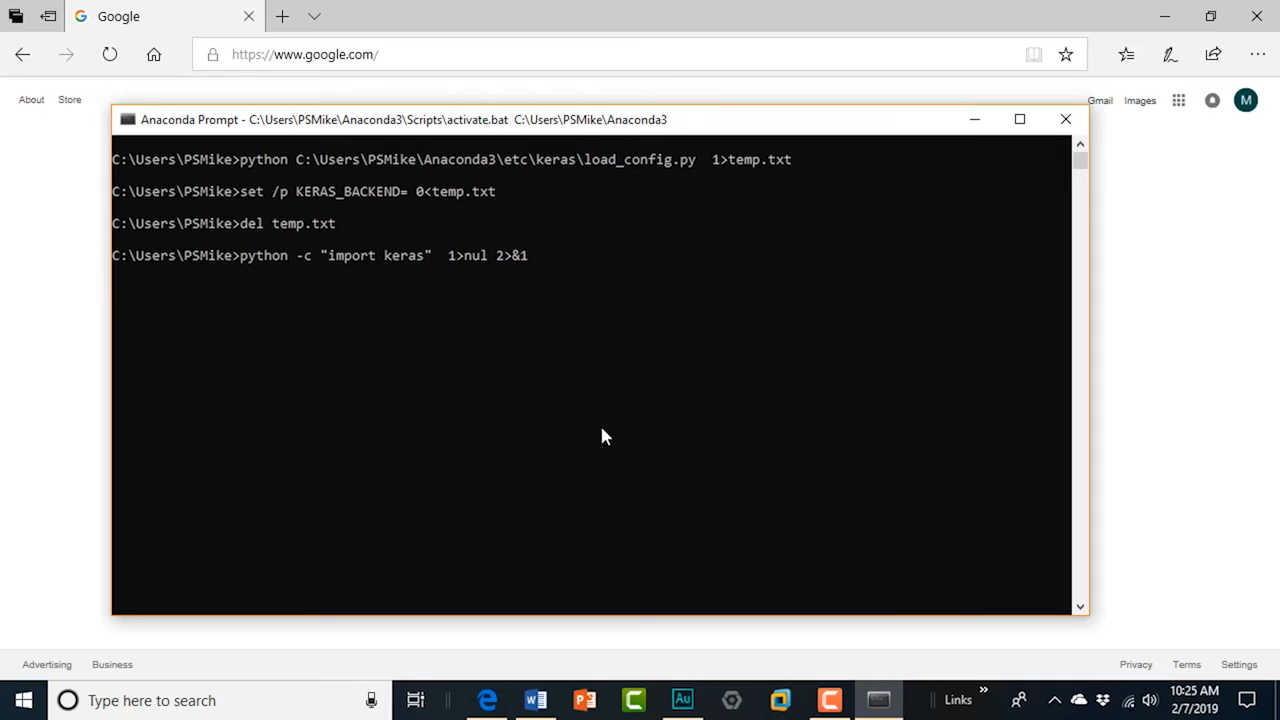 Google
https://www.google.com/
About
Store
Gmail
Images
M
Anaconda Prompt - C:\Users\PSMike\Anaconda3\Scripts\activate.bat C:\Users\PSMike\Anaconda3
C:\Users\PSMike>python C:\Users\PSMike\Anaconda3\etc\keras\load_config.py  1>temp.txt
C:\Users\PSMike>set /p KERAS_BACKEND= 0<temp.txt
C:\Users\PSMike>del temp.txt
C:\Users\PSMike>python -c "import keras"  1>nul 2>&1
Advertising
Business
Privacy
Terms
Settings
Type here to search
Au
Links
10:25 AM
2/7/2019